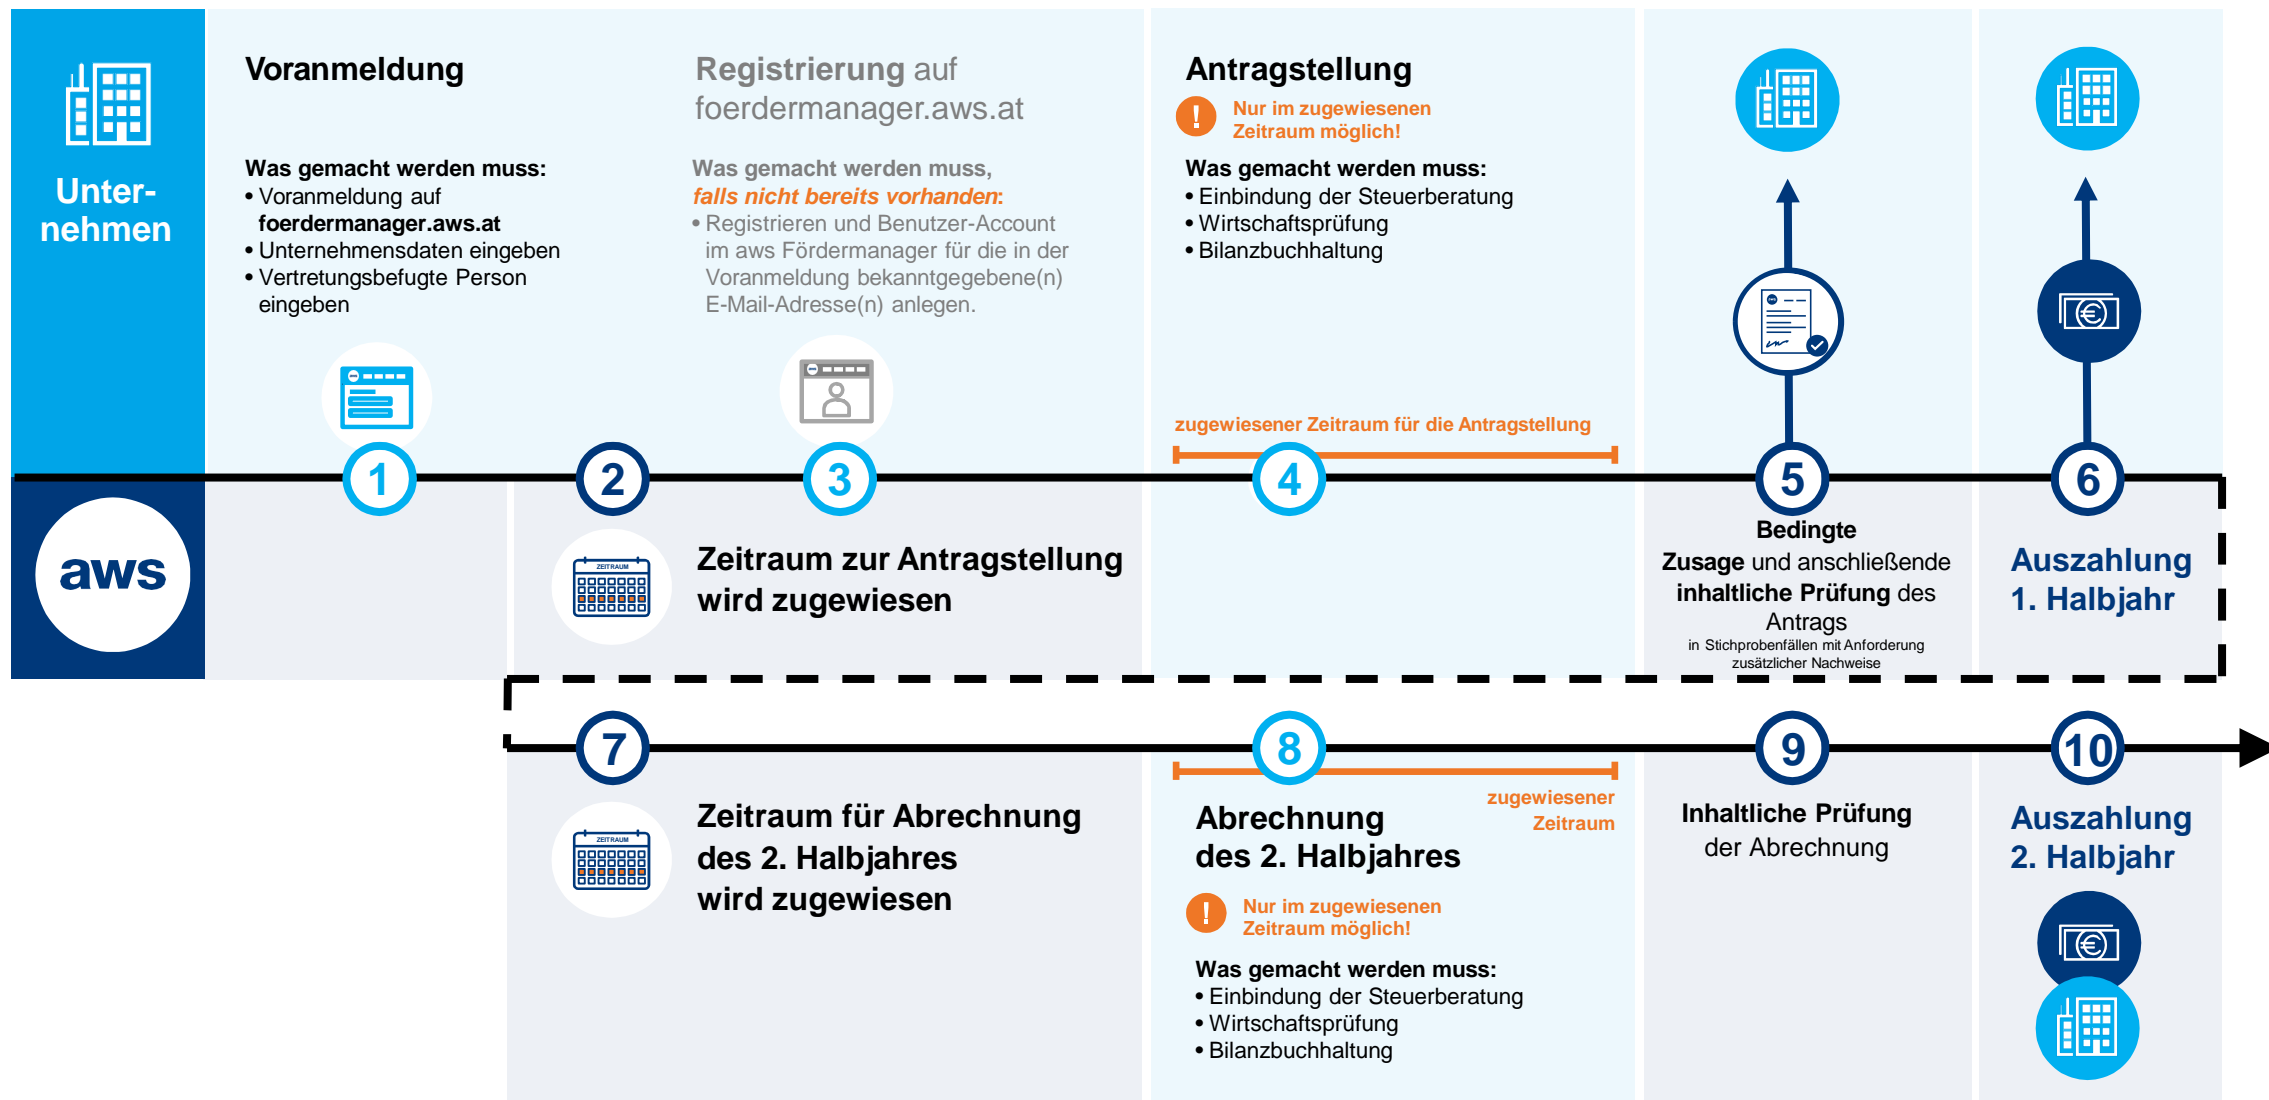 Unter-
nehmen
Voranmeldung
Was gemacht werden muss:
• Voranmeldung auf
foerdermanager.aws.at
• Unternehmensdaten eingeben
• Vertretungsbefugte Person
eingeben
Registrierung auf
foerdermanager.aws.at
Was gemacht werden muss,
falls nicht bereits vorhanden:
• Registrieren und Benutzer-Account
im aws Fördermanager für die in der
Voranmeldung bekanntgegebene(n)
E-Mail-Adresse(n) anlegen.
Antragstellung
! Nur im zugewiesenen
Zeitraum möglich!
Was gemacht werden muss:
• Einbindung der Steuerberatung
• Wirtschaftsprüfung
• Bilanzbuchhaltung
zugewiesener Zeitraum für die Antragstellung
1
2
3
4
5
6
aws
ZEITRAUM
Zeitraum zur Antragstellung
wird zugewiesen
Bedingte
Zusage und anschließende
inhaltliche Prüfung des
Antrags
in Stichprobenfällen mit Anforderung
zusätzlicher Nachweise
Auszahlung
1. Halbjahr
7
8
9
10
ZEITRAUM
Zeitraum für Abrechnung
des 2. Halbjahres
wird zugewiesen
zugewiesener
Zeitraum
Abrechnung
des 2. Halbjahres
! Nur im zugewiesenen
Zeitraum möglich!
Was gemacht werden muss:
• Einbindung der Steuerberatung
• Wirtschaftsprüfung
• Bilanzbuchhaltung
Inhaltliche Prüfung
der Abrechnung
Auszahlung
2. Halbjahr